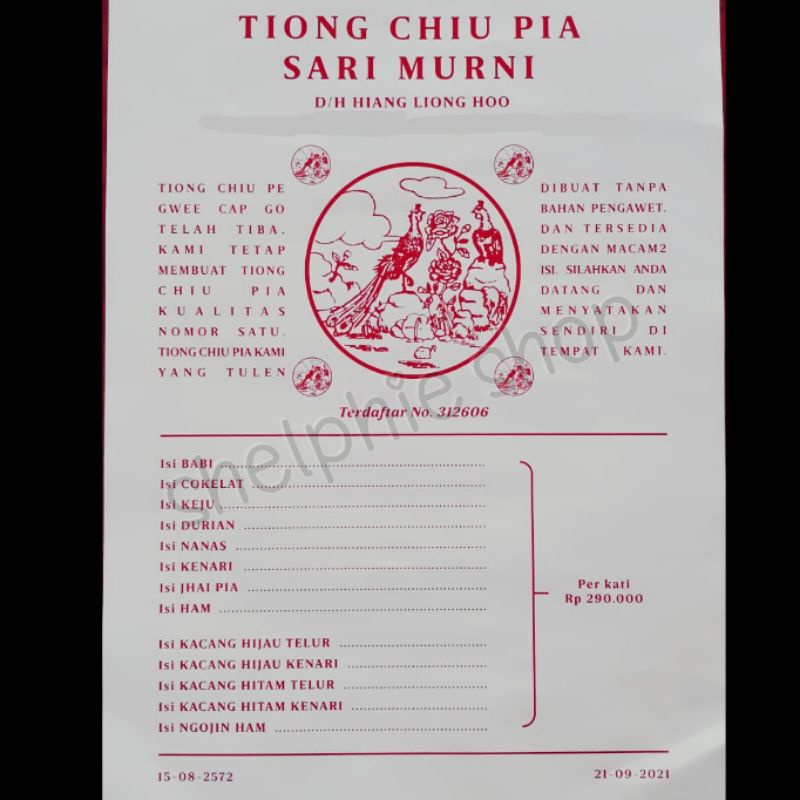 TIONG CHIU PIA
SARI MURNI
D/H HIANG LIONG HOO
TIONG CHIU PE
GWEE CAP GO
TELAH TIBA.
KAMI TETAP
MEMBUAT TIONG
CHIU PIA
KUALITAS
NOMOR SATU.
TIONG CHIU PIA KAMI
YANG TULEN
DIBUAT TANPA
BAHAN PENGAWET.
DAN TERSEDIA
DENGAN MACAM2
ISI. SILAHKAN ANDA
DATANG DAN
MENYATAKAN
SENDIRI DI
TEMPAT KAMI.
Terdaftar No. 312606
shelphie shop
Isi BABI
Isi COKELAT
Isi KEJU
Isi DURIAN
Isi NANAS
Isi KENARI
Isi JHAI PIA
Isi HAM
Isi KACANG HIJAU TELUR
Isi KACANG HIJAU KENARI
Isi KACANG HITAM TELUR
Isi KACANG HITAM KENARI
Isi NGOJIN HAM
Per kati
Rp 290.000
15-08-2572
21-09-2021